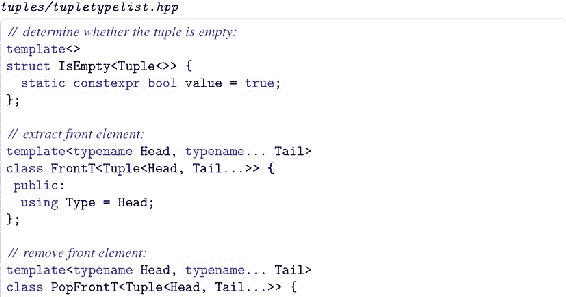 tuples/tupletypelist.hpp
// determine whether the tuple is empty:
template<>
struct IsEmpty<Tuple<>> {
  static constexpr bool value = true;
};
// extract front element:
template<typename Head, typename... Tail>
class FrontT<Tuple<Head, Tail...>> {
 public:
  using Type = Head;
};
// remove front element:
template<typename Head, typename... Tail>
class PopFrontT<Tuple<Head, Tail...>> {